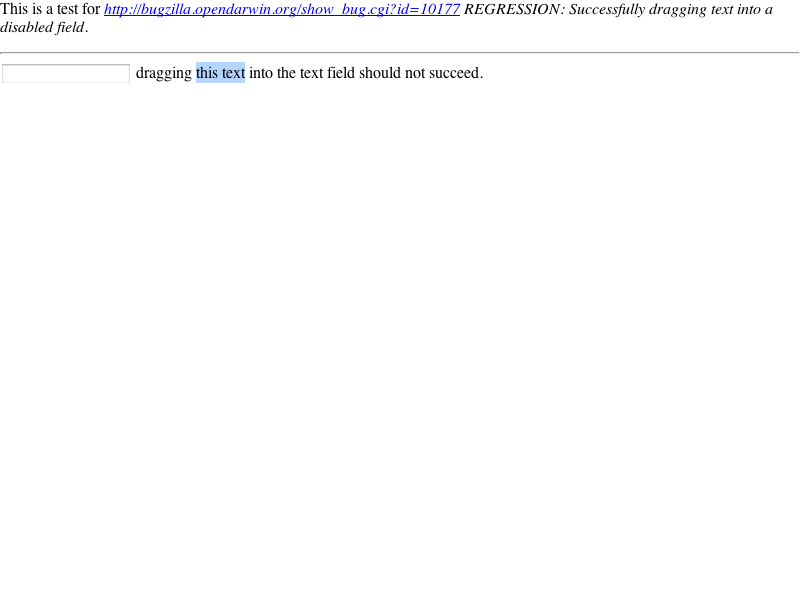 This is a test for http://bugzilla.opendarwin.org/show_bug.cgi?id=10177 REGRESSION: Successfully dragging text into a
disabled field.
dragging this text into the text field should not succeed.